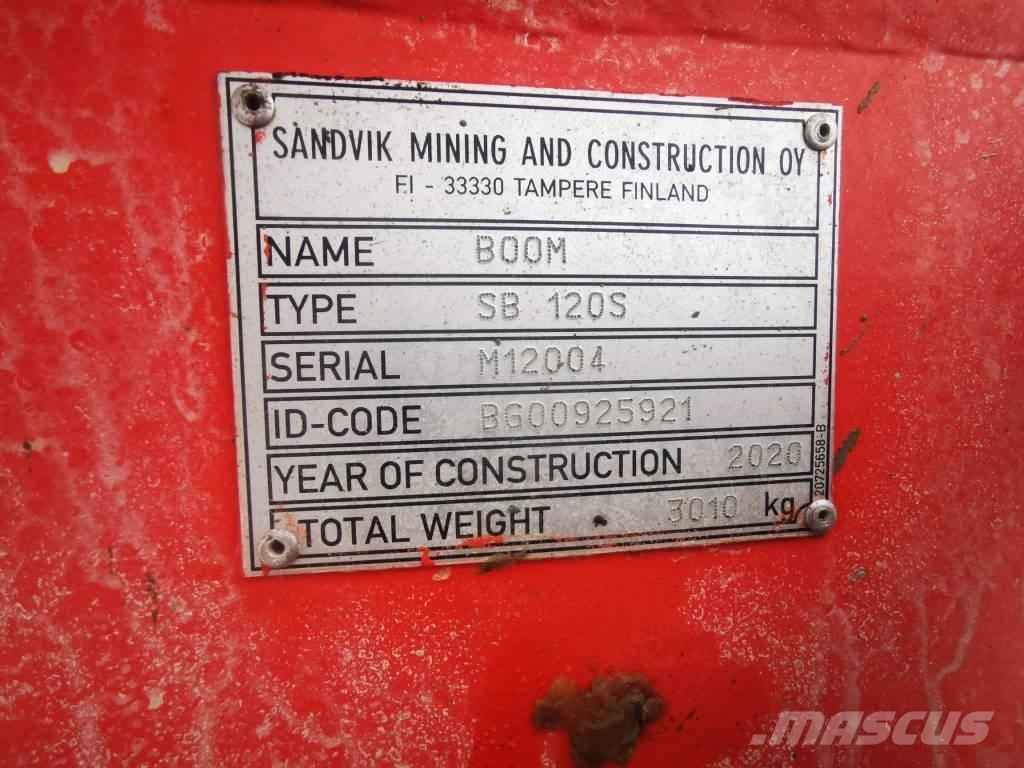 SANDVIK MINING AND CONSTRUCTION OY
FI - 33330 TAMPERE FINLAND
NAME BOOM
TYPE SB 120S
SERIAL M12004
ID-CODE BG00925921
YEAR OF CONSTRUCTION 2020
TOTAL WEIGHT 3010 kg
20725658-B
MASCUS